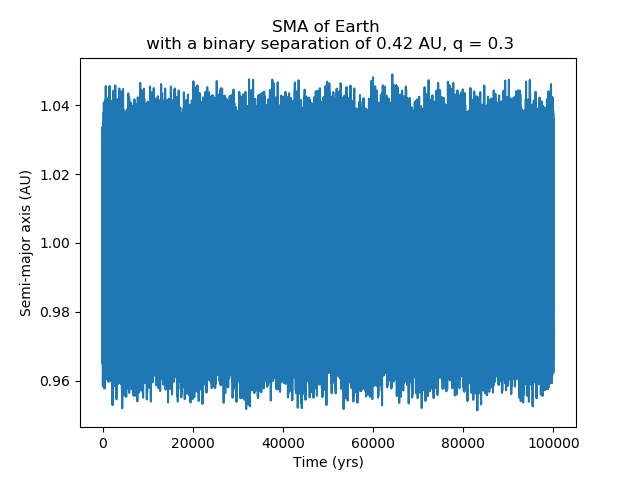 SMA of Earth
with a binary separation of 0.42 AU, q = 0.3
Semi-major axis (AU)
1.04
1.02
1.00
0.98
0.96
0 20000 40000 60000 80000 100000
Time (yrs)